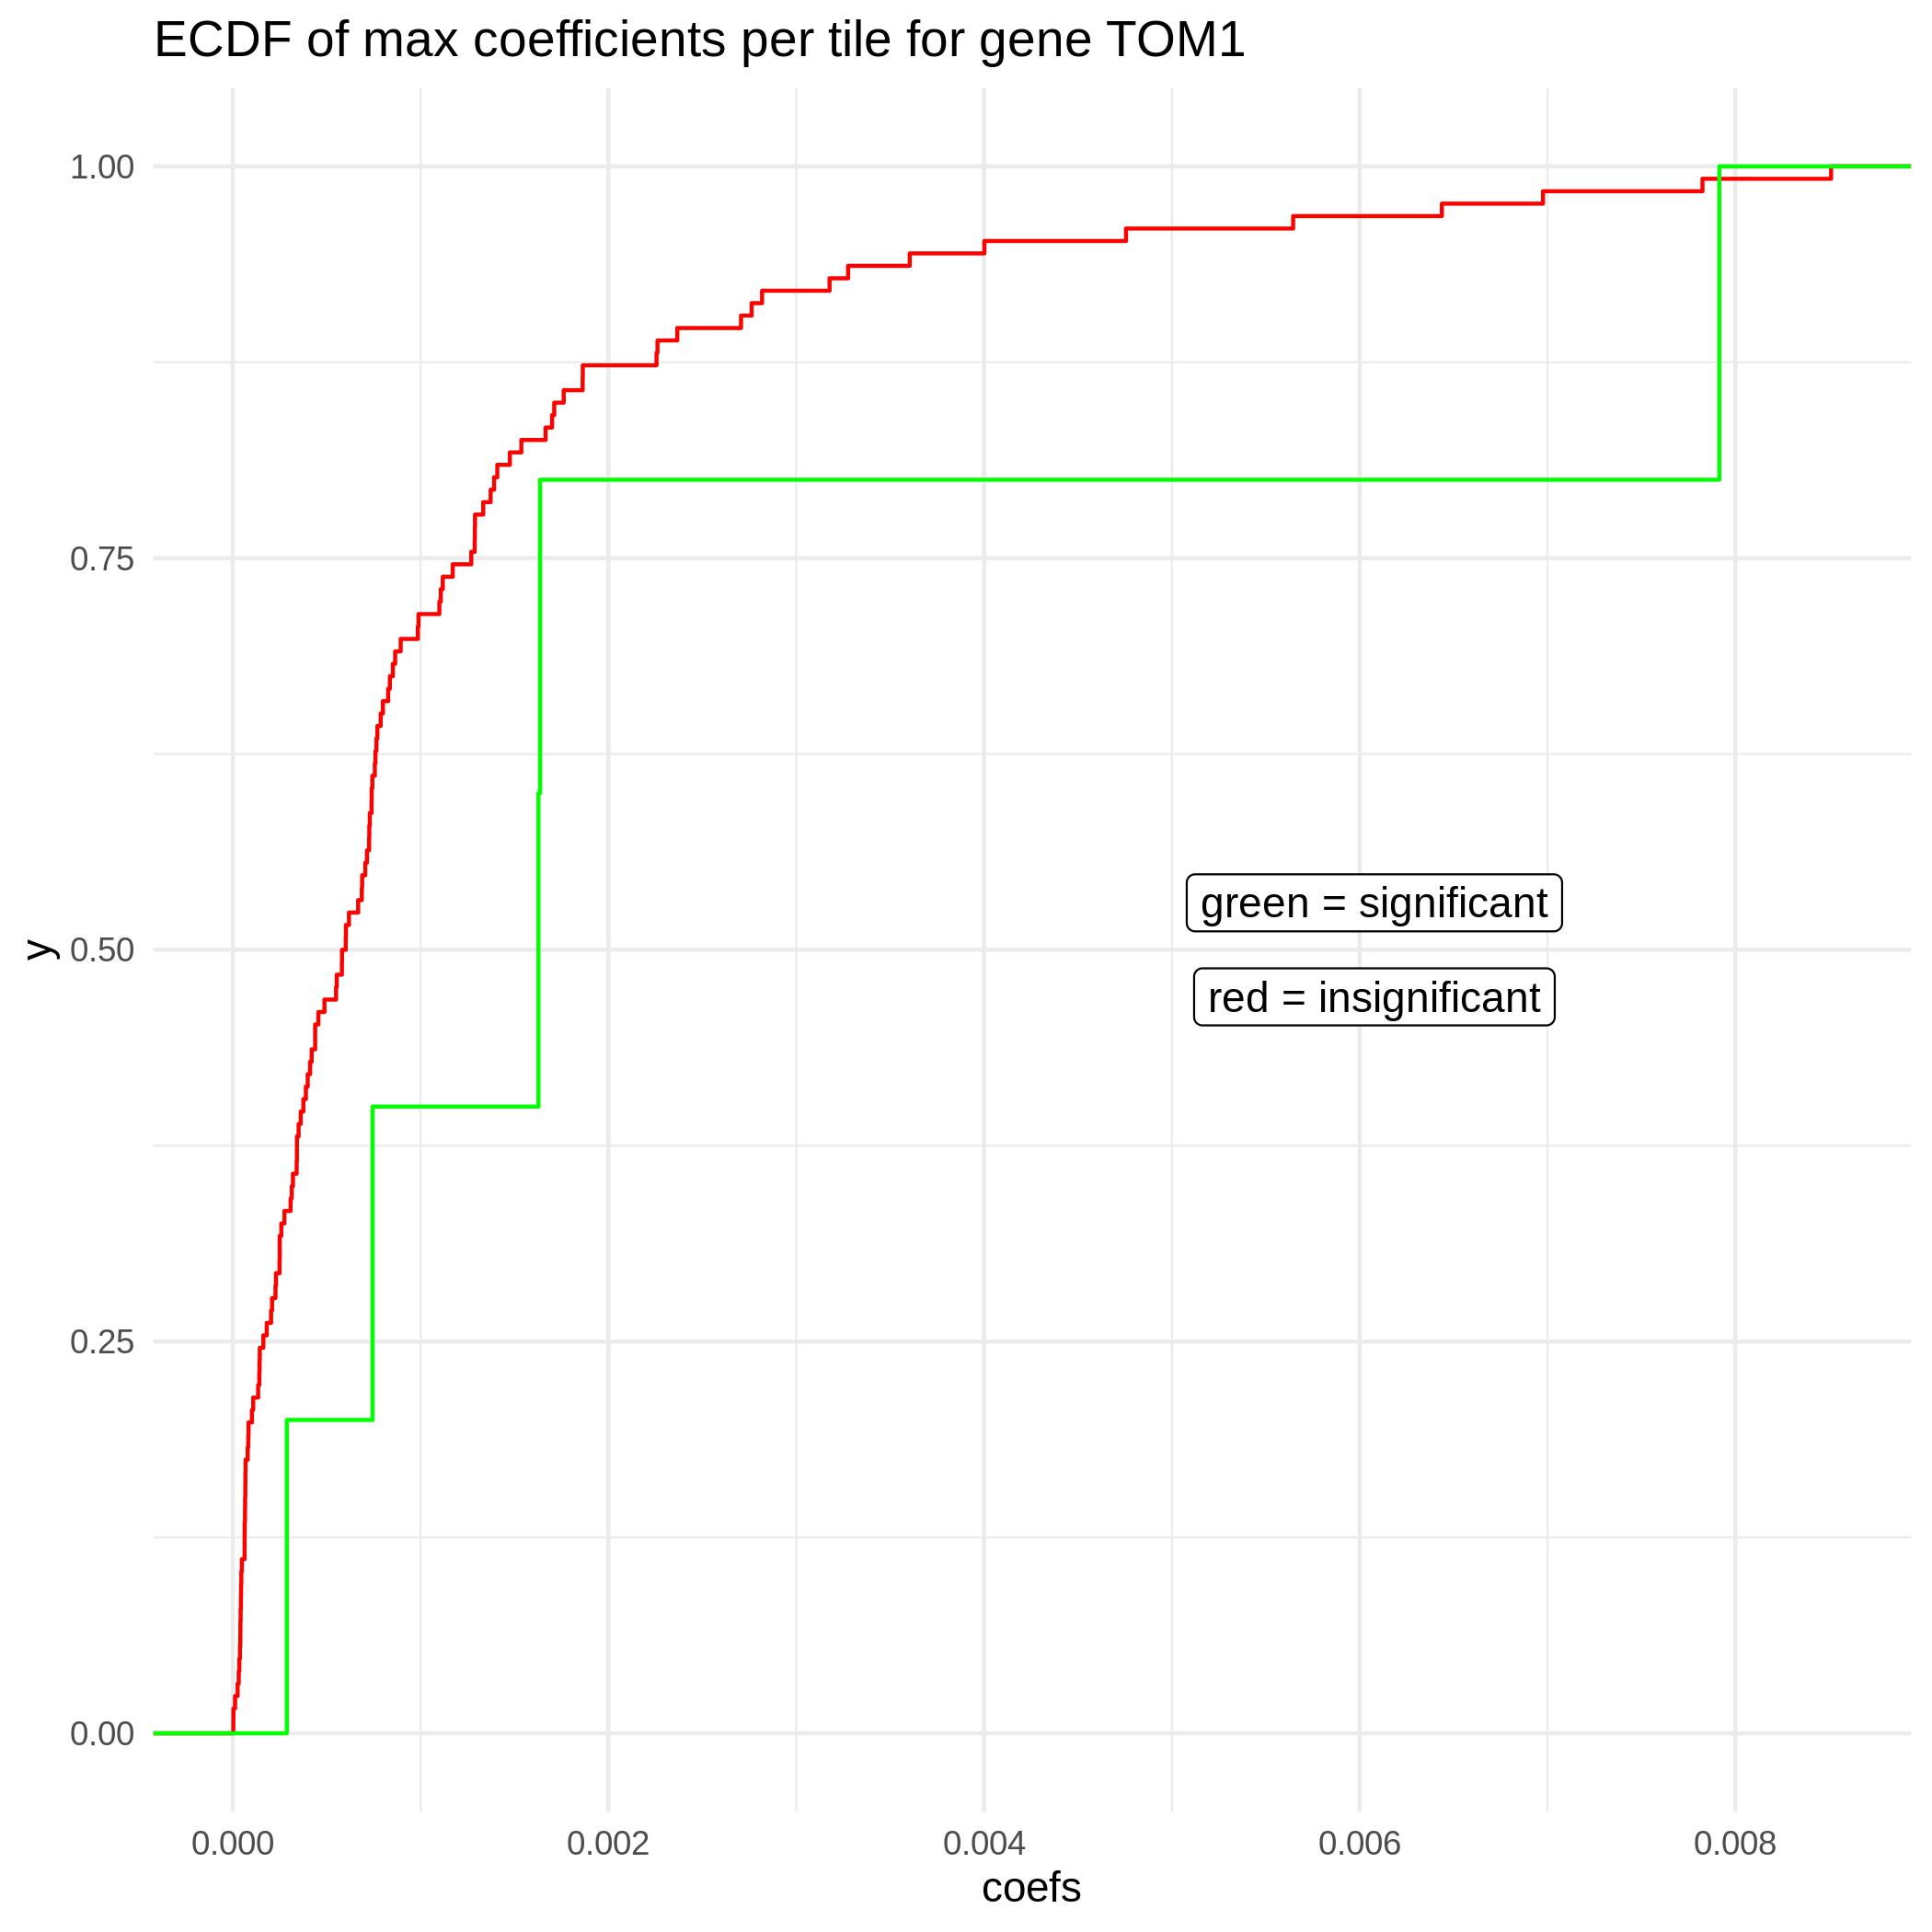 ECDF of max coefficients per tile for gene TOM1
1.00
0.75
0.50
0.25
0.00
y
green = significant
red = insignificant
0.000 0.002 0.004 0.006 0.008
coefs